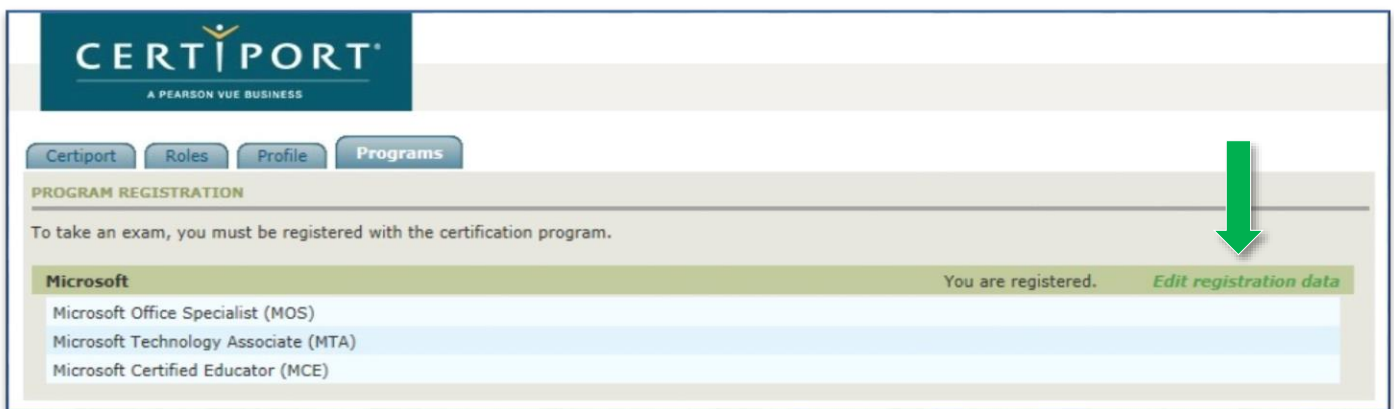 CERTIPORT®
A PEARSON VUE BUSINESS
Certiport Roles Profile Programs
PROGRAM REGISTRATION
To take an exam, you must be registered with the certification program.
Microsoft You are registered. Edit registration data
Microsoft Office Specialist (MOS)
Microsoft Technology Associate (MTA)
Microsoft Certified Educator (MCE)